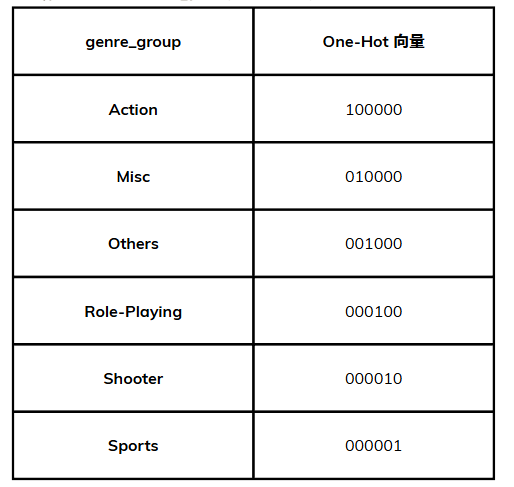 genre_group One-Hot 向量
Action 100000
Misc 010000
Others 001000
Role-Playing 000100
Shooter 000010
Sports 000001